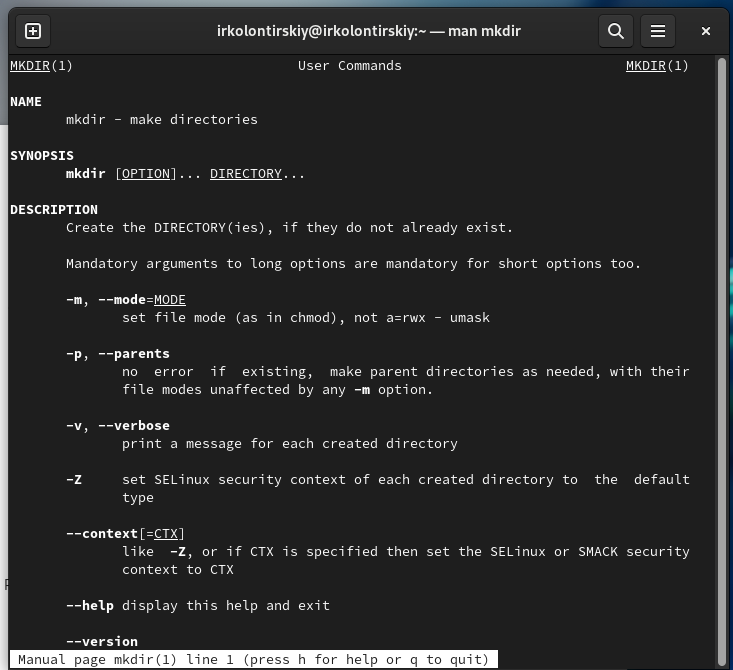 irkolontirskiy@irkolontirskiy:~ — man mkdir
MKDIR(1) User Commands MKDIR(1)
NAME
mkdir - make directories
SYNOPSIS
mkdir [OPTION]... DIRECTORY...
DESCRIPTION
Create the DIRECTORY(ies), if they do not already exist.
Mandatory arguments to long options are mandatory for short options too.
-m, --mode=MODE
set file mode (as in chmod), not a=rwx - umask
-p, --parents
no error if existing, make parent directories as needed, with their
file modes unaffected by any -m option.
-v, --verbose
print a message for each created directory
-Z set SELinux security context of each created directory to the default
type
--context[=CTX]
like -Z, or if CTX is specified then set the SELinux or SMACK security
context to CTX
--help display this help and exit
--version
Manual page mkdir(1) line 1 (press h for help or q to quit)